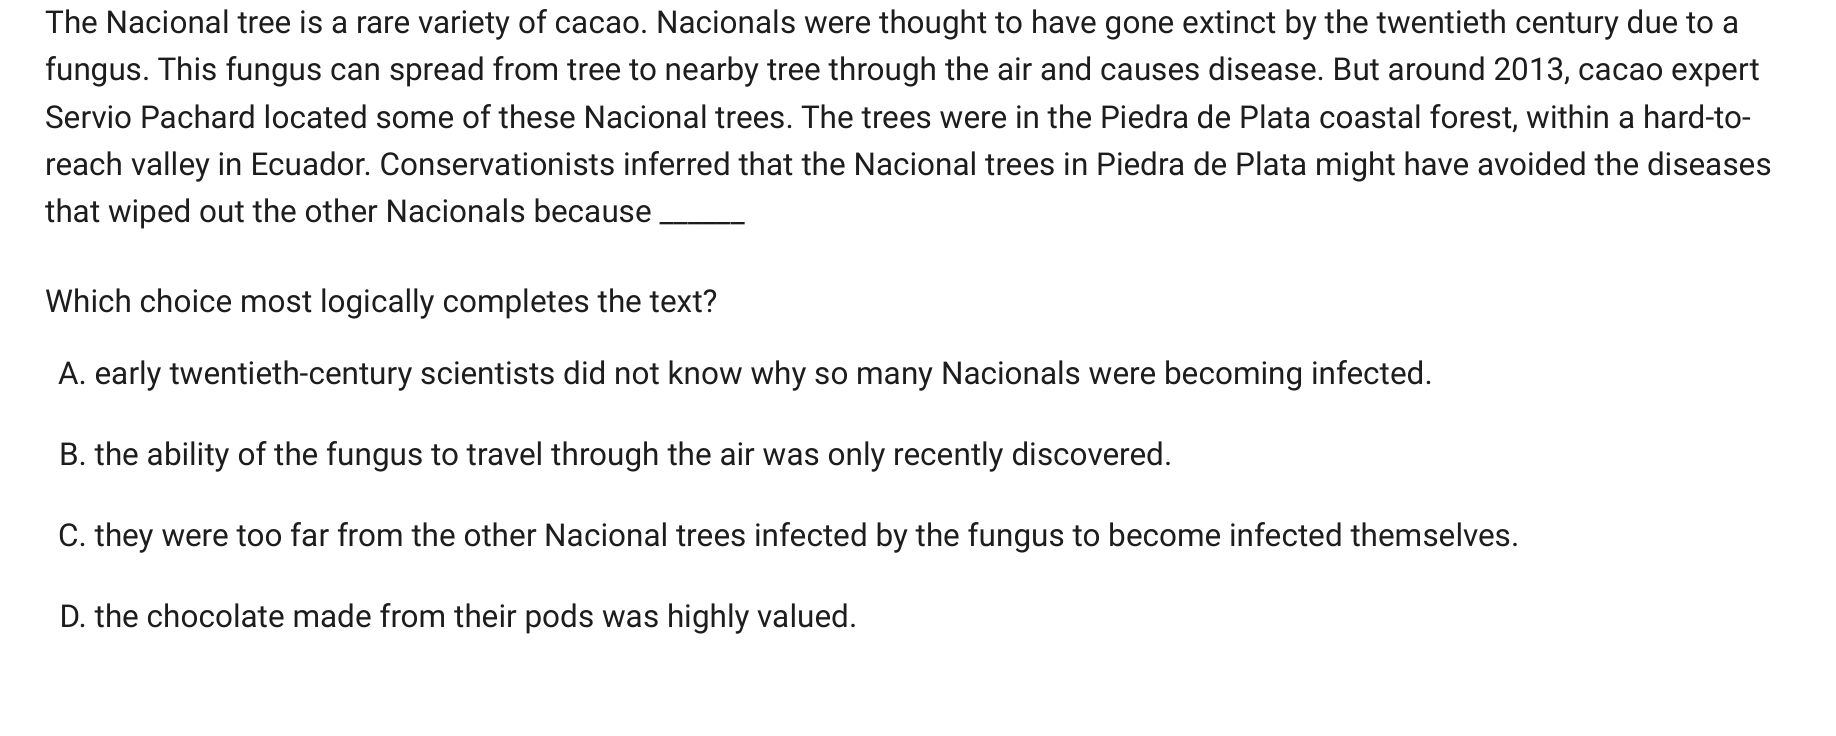 The Nacional tree is a rare variety of cacao. Nacionals were thought to have gone extinct by the twentieth century due to a
fungus. This fungus can spread from tree to nearby tree through the air and causes disease. But around 2013, cacao expert
Servio Pachard located some of these Nacional trees. The trees were in the Piedra de Plata coastal forest, within a hard-to-
reach valley in Ecuador. Conservationists inferred that the Nacional trees in Piedra de Plata might have avoided the diseases
that wiped out the other Nacionals because ______
Which choice most logically completes the text?
A. early twentieth-century scientists did not know why so many Nacionals were becoming infected.
B. the ability of the fungus to travel through the air was only recently discovered.
C. they were too far from the other Nacional trees infected by the fungus to become infected themselves.
D. the chocolate made from their pods was highly valued.